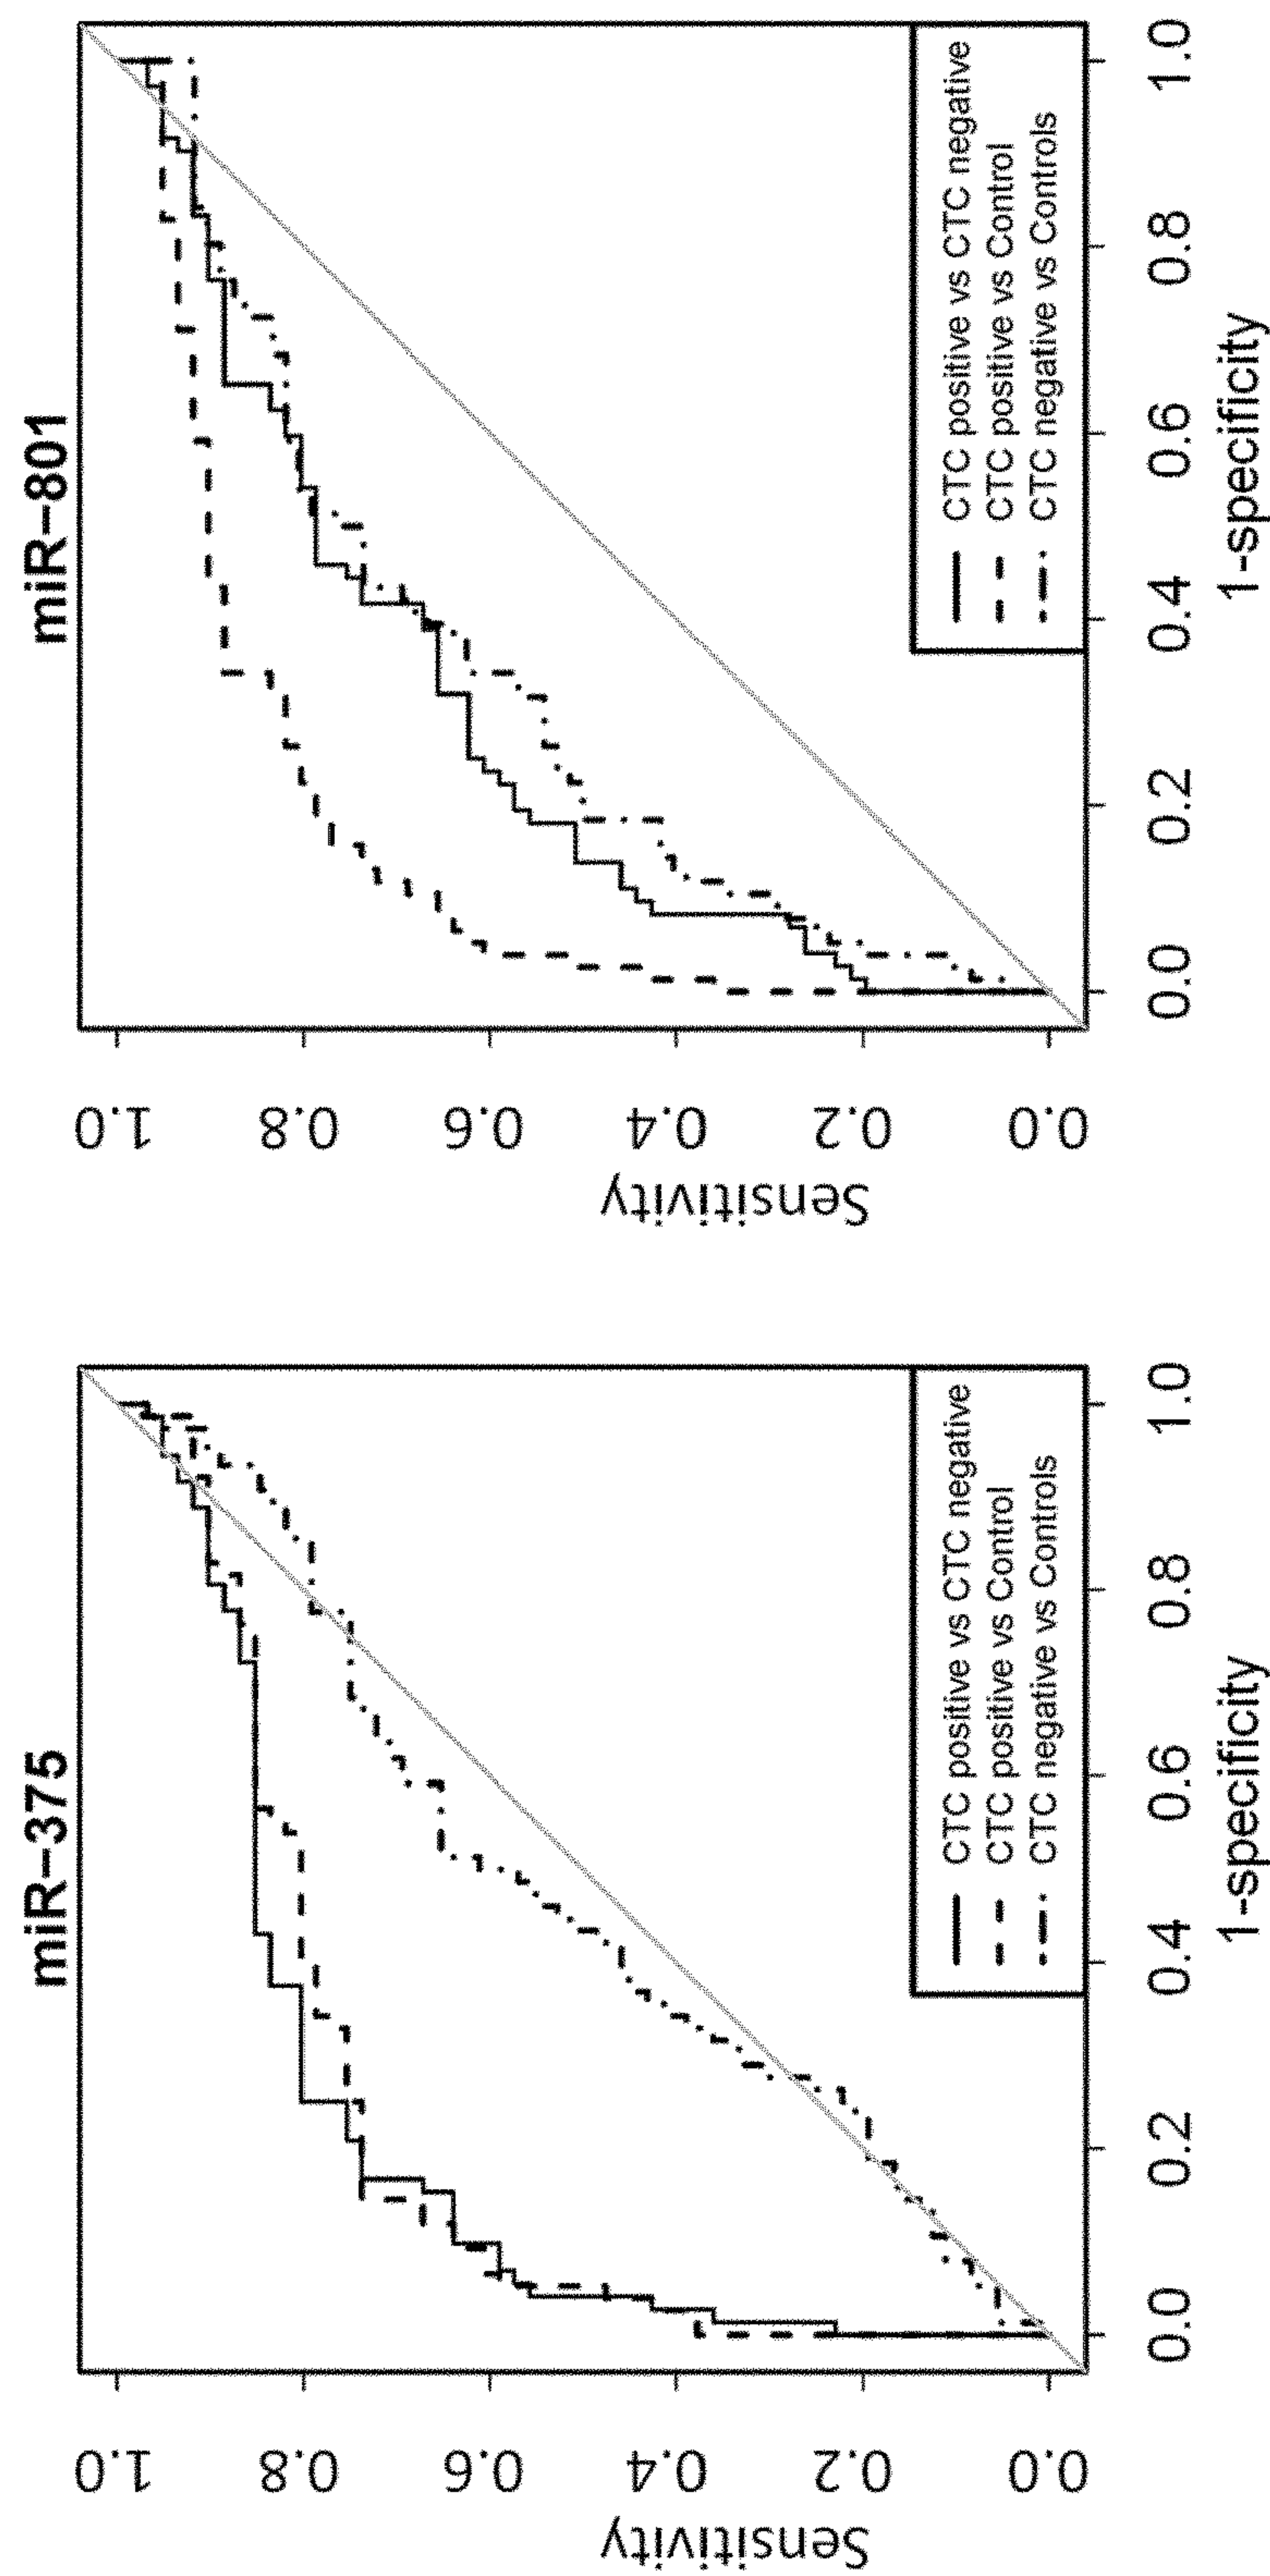 miR−375
Sensitivity
1.0
0.8
0.6
0.4
0.2
0.0
0.0 0.2 0.4 0.6 0.8 1.0
1-specificity
CTC positive vs CTC negative
CTC positive vs Control
CTC negative vs Controls
miR−801
Sensitivity
1.0
0.8
0.6
0.4
0.2
0.0
0.0 0.2 0.4 0.6 0.8 1.0
1-specificity
CTC positive vs CTC negative
CTC positive vs Control
CTC negative vs Controls